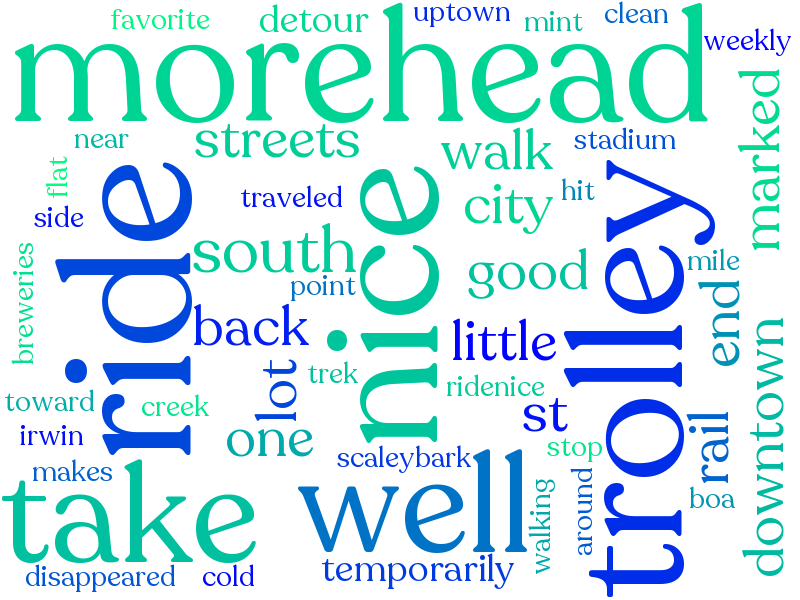 favorite
detour
uptown
mint
clean
weekly
morehead
near
streets
walk
stadium
marked
flat
side
traveled
city
hit
ride
nice
trolley
south
good
mile
breweries
point
back
little
end
lot
trek
ridenice
downtown
toward
creek
st
irwin
one
stop
rail
makes
scaleybark
take
well
walking
around
boa
disappeared
cold
temporarily